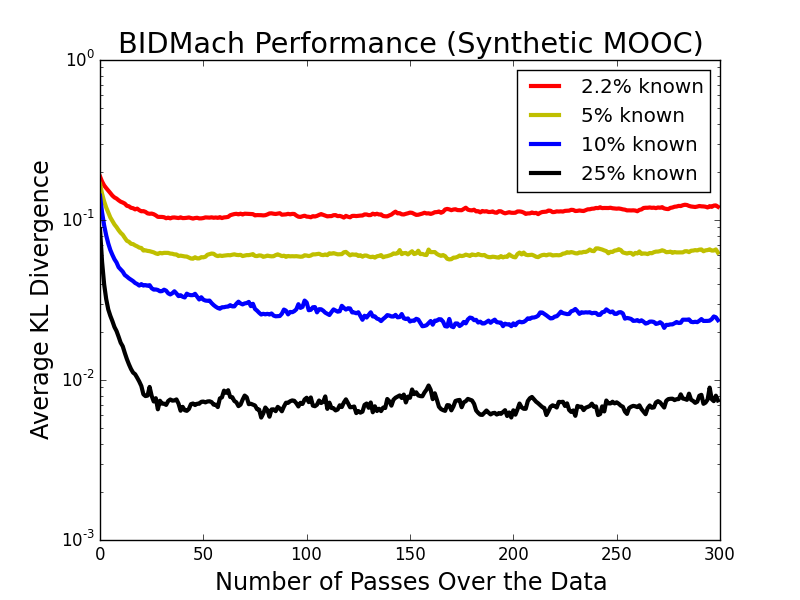 BIDMach Performance (Synthetic MOOC)
10^0
10^-1
10^-2
10^-3
Average KL Divergence
2.2% known
5% known
10% known
25% known
0 50 100 150 200 250 300
Number of Passes Over the Data